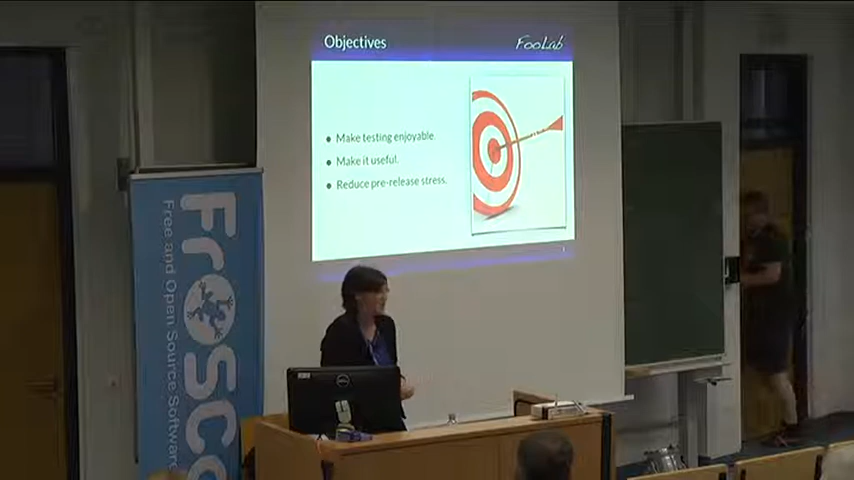 Objectives
FooLab
• Make testing enjoyable.
• Make it useful.
• Reduce pre-release stress.
FrOSCo
Free and Open Source Software
DELL